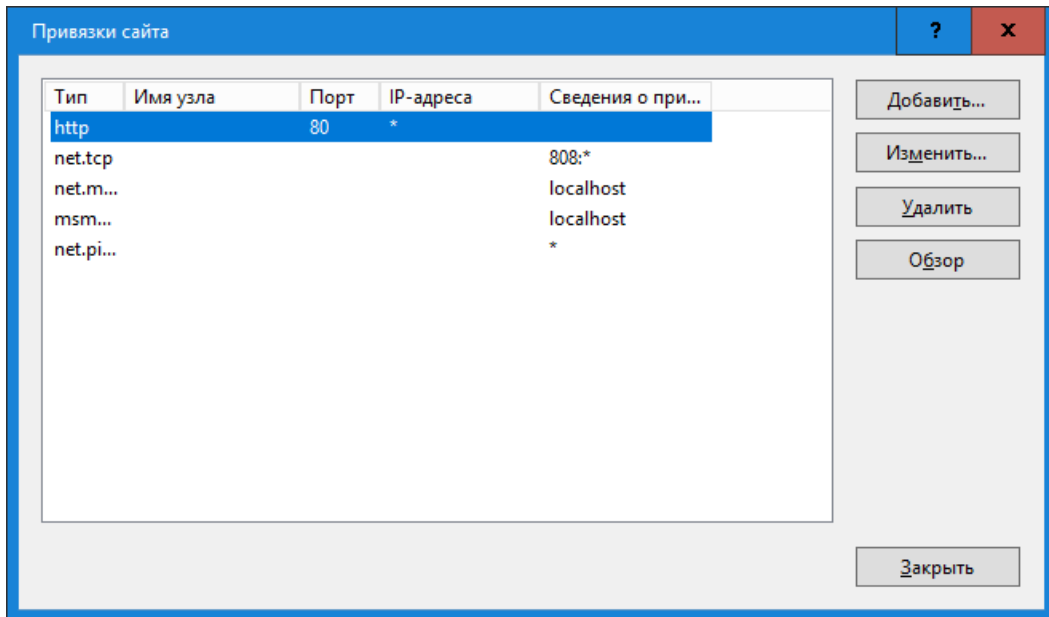 Привязки сайта ? x
Тип Имя узла Порт IP-адреса Сведения о при...
http 80 *
net.tcp 808:*
net.m... localhost
msm... localhost
net.pi... *
Добавить...
Изменить...
Удалить
Обзор
Закрыть